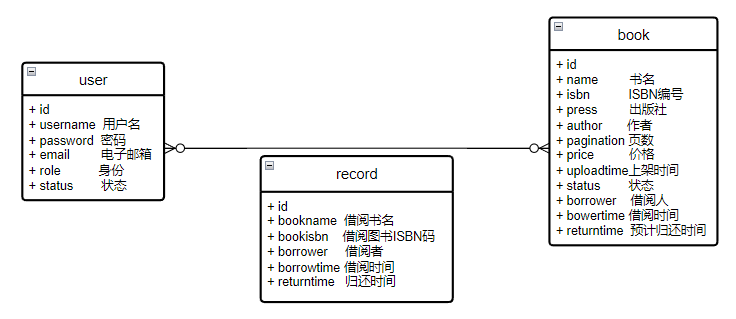 user
+ id
+ username 用户名
+ password 密码
+ email 电子邮箱
+ role 身份
+ status 状态
record
+ id
+ bookname 借阅书名
+ bookisbn 借阅图书ISBN码
+ borrower 借阅者
+ borrowtime 借阅时间
+ returntime 归还时间
book
+ id
+ name 书名
+ isbn ISBN编号
+ press 出版社
+ author 作者
+ pagination 页数
+ price 价格
+ uploadtime 上架时间
+ status 状态
+ borrower 借阅人
+ bowertime 借阅时间
+ returntime 预计归还时间